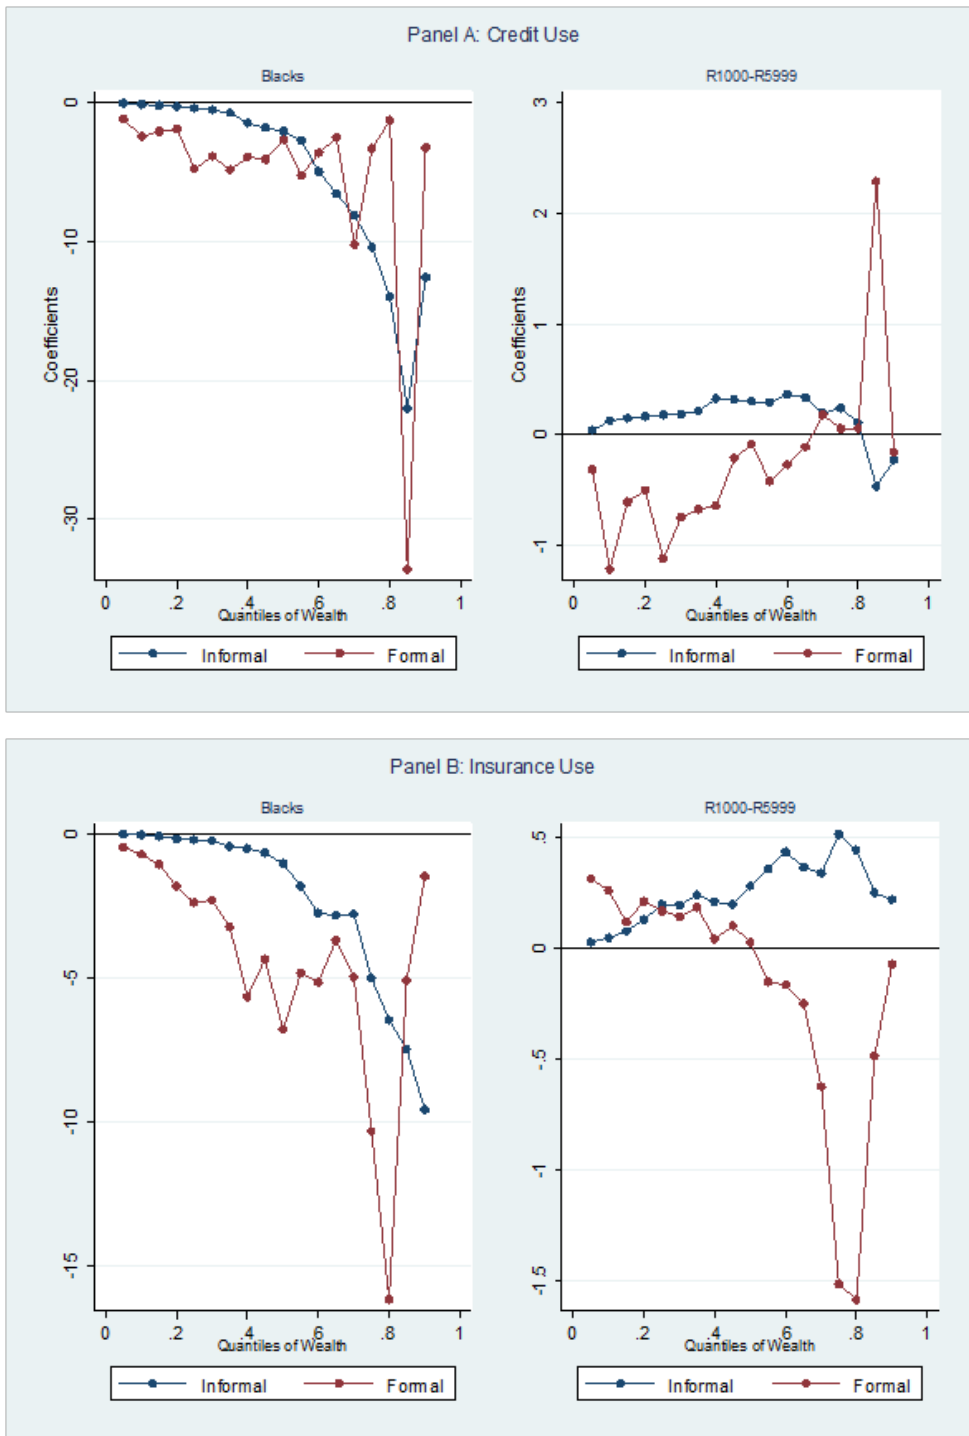 Panel A: Credit Use
Blacks
R1000-R5999
Coefficients
0
-10
-20
-30
0 .2 .4 .6 .8 1
Quantiles of Wealth
Informal Formal
Coefficients
3
2
1
0
-1
0 .2 .4 .6 .8 1
Quantiles of Wealth
Informal Formal
Panel B: Insurance Use
Blacks
R1000-R5999
0
-5
-10
-15
0 .2 .4 .6 .8 1
Quantiles of Wealth
Informal Formal
.5
0
-.5
-1
-1.5
0 .2 .4 .6 .8 1
Quantiles of Wealth
Informal Formal